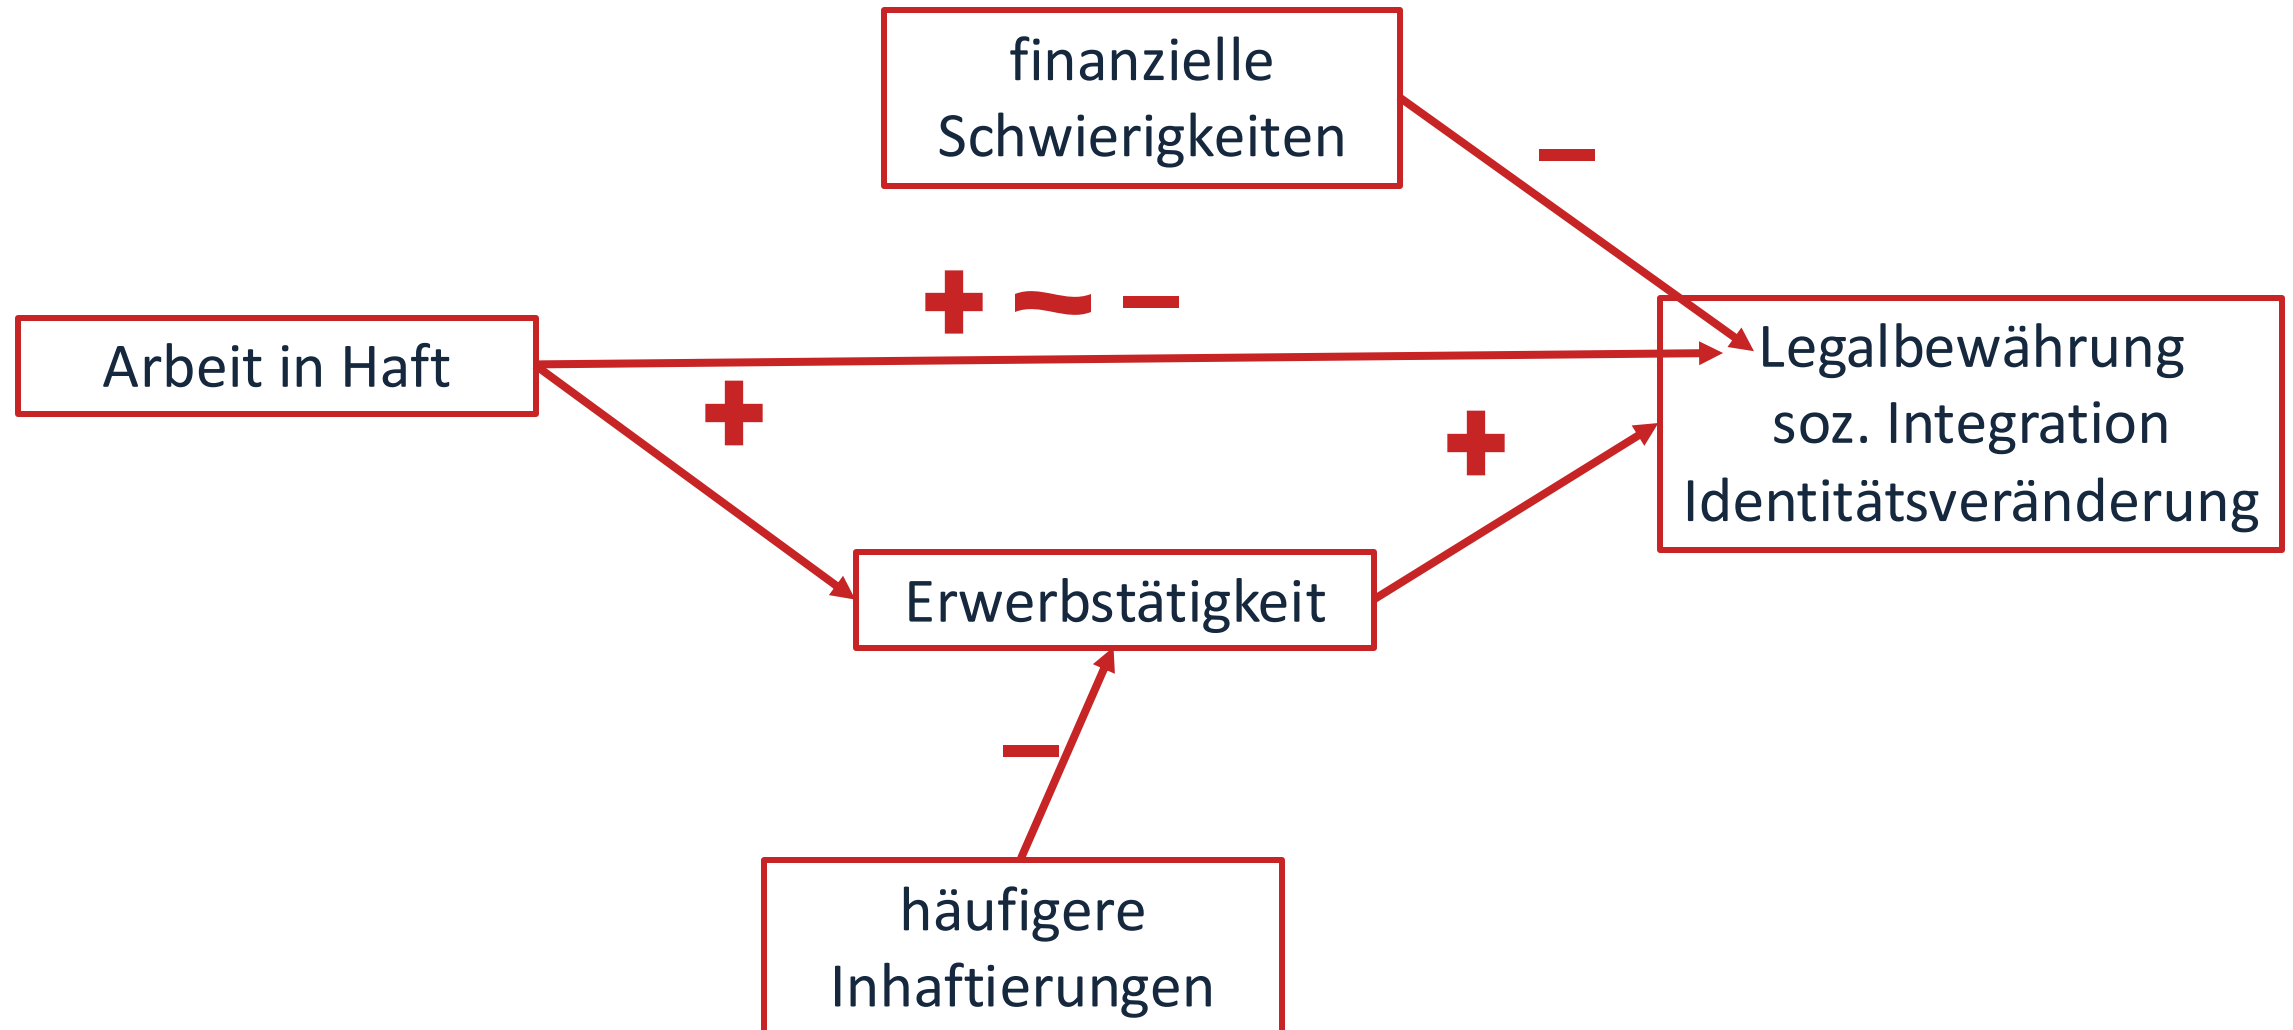 finanzielle
Schwierigkeiten
–
+ ~ –
Arbeit in Haft
+
+
Legalbewährung
soz. Integration
Identitätsveränderung
Erwerbstätigkeit
–
häufigere
Inhaftierungen